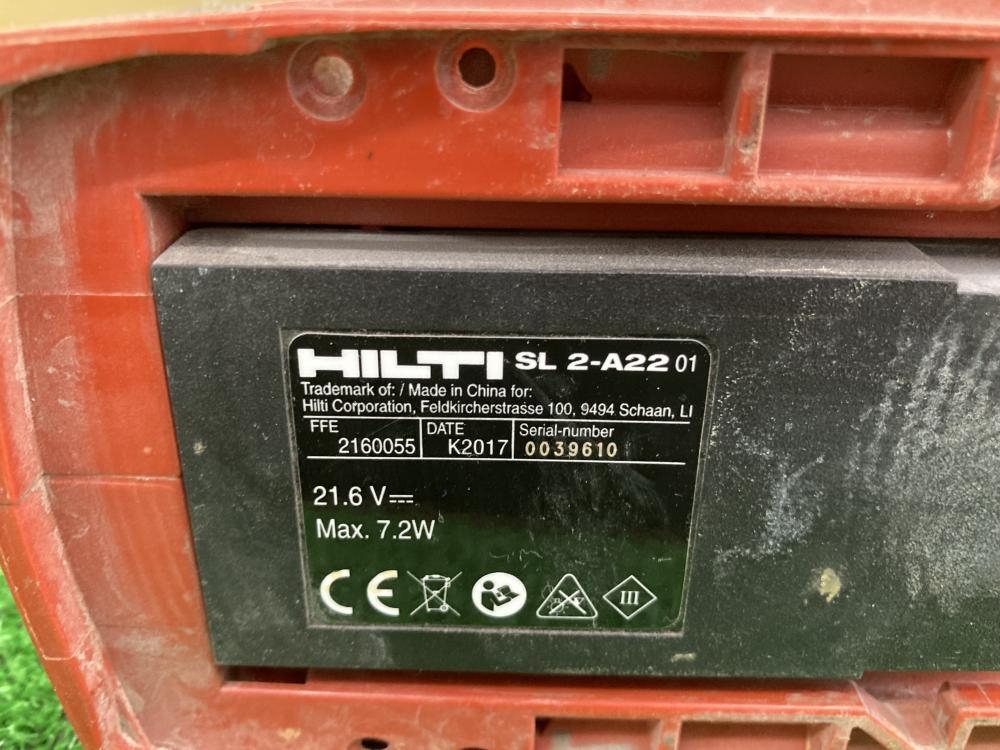 HILTI SL 2-A22 01
Trademark of: / Made in China for:
Hilti Corporation, Feldkircherstrasse 100, 9494 Schaan, LI
FFE DATE Serial-number
2160055 K2017 0039610
21.6 V⎓
Max. 7.2W
CE III